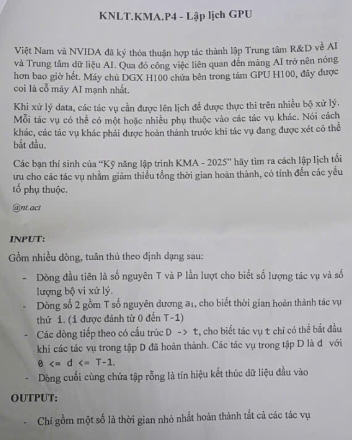 KNLT.KMA.P4 - Lập lịch GPU
Việt Nam và NVIDA đã ký thỏa thuận hợp tác thành lập Trung tâm R&D về AI
và Trung tâm dữ liệu AI. Qua đó công việc liên quan đến mảng AI trở nên nóng
hơn bao giờ hết. Máy chủ DGX H100 chứa bên trong tám GPU H100, đây được
coi là cỗ máy AI mạnh nhất.
Khi xử lý data, các tác vụ cần được lên lịch để được thực thi trên nhiều bộ xử lý.
Mỗi tác vụ có thể có một hoặc nhiều phụ thuộc vào các tác vụ khác. Nói cách
khác, các tác vụ khác phải được hoàn thành trước khi tác vụ đang được xét có thể
bắt đầu.
Các bạn thí sinh của “Kỹ năng lập trình KMA - 2025” hãy tìm ra cách lập lịch tối
ưu cho các tác vụ nhằm giảm thiểu tổng thời gian hoàn thành, có tính đến các yếu
tố phụ thuộc.
@nt.act
INPUT:
Gồm nhiều dòng, tuân thủ theo định dạng sau:
- Dòng đầu tiên là số nguyên T và P lần lượt cho biết số lượng tác vụ và số
lượng bộ vi xử lý.
- Dòng số 2 gồm T số nguyên dương aᵢ, cho biết thời gian hoàn thành tác vụ
thứ i. (i được đánh từ 0 đến T-1)
- Các dòng tiếp theo có cấu trúc D -> t, cho biết tác vụ t chỉ có thể bắt đầu
khi các tác vụ trong tập D đã hoàn thành. Các tác vụ trong tập D là d với
0 <= d <= T-1.
- Dòng cuối cùng chứa tập rỗng là tín hiệu kết thúc dữ liệu đầu vào
OUTPUT:
- Chỉ gồm một số là thời gian nhỏ nhất hoàn thành tất cả các tác vụ